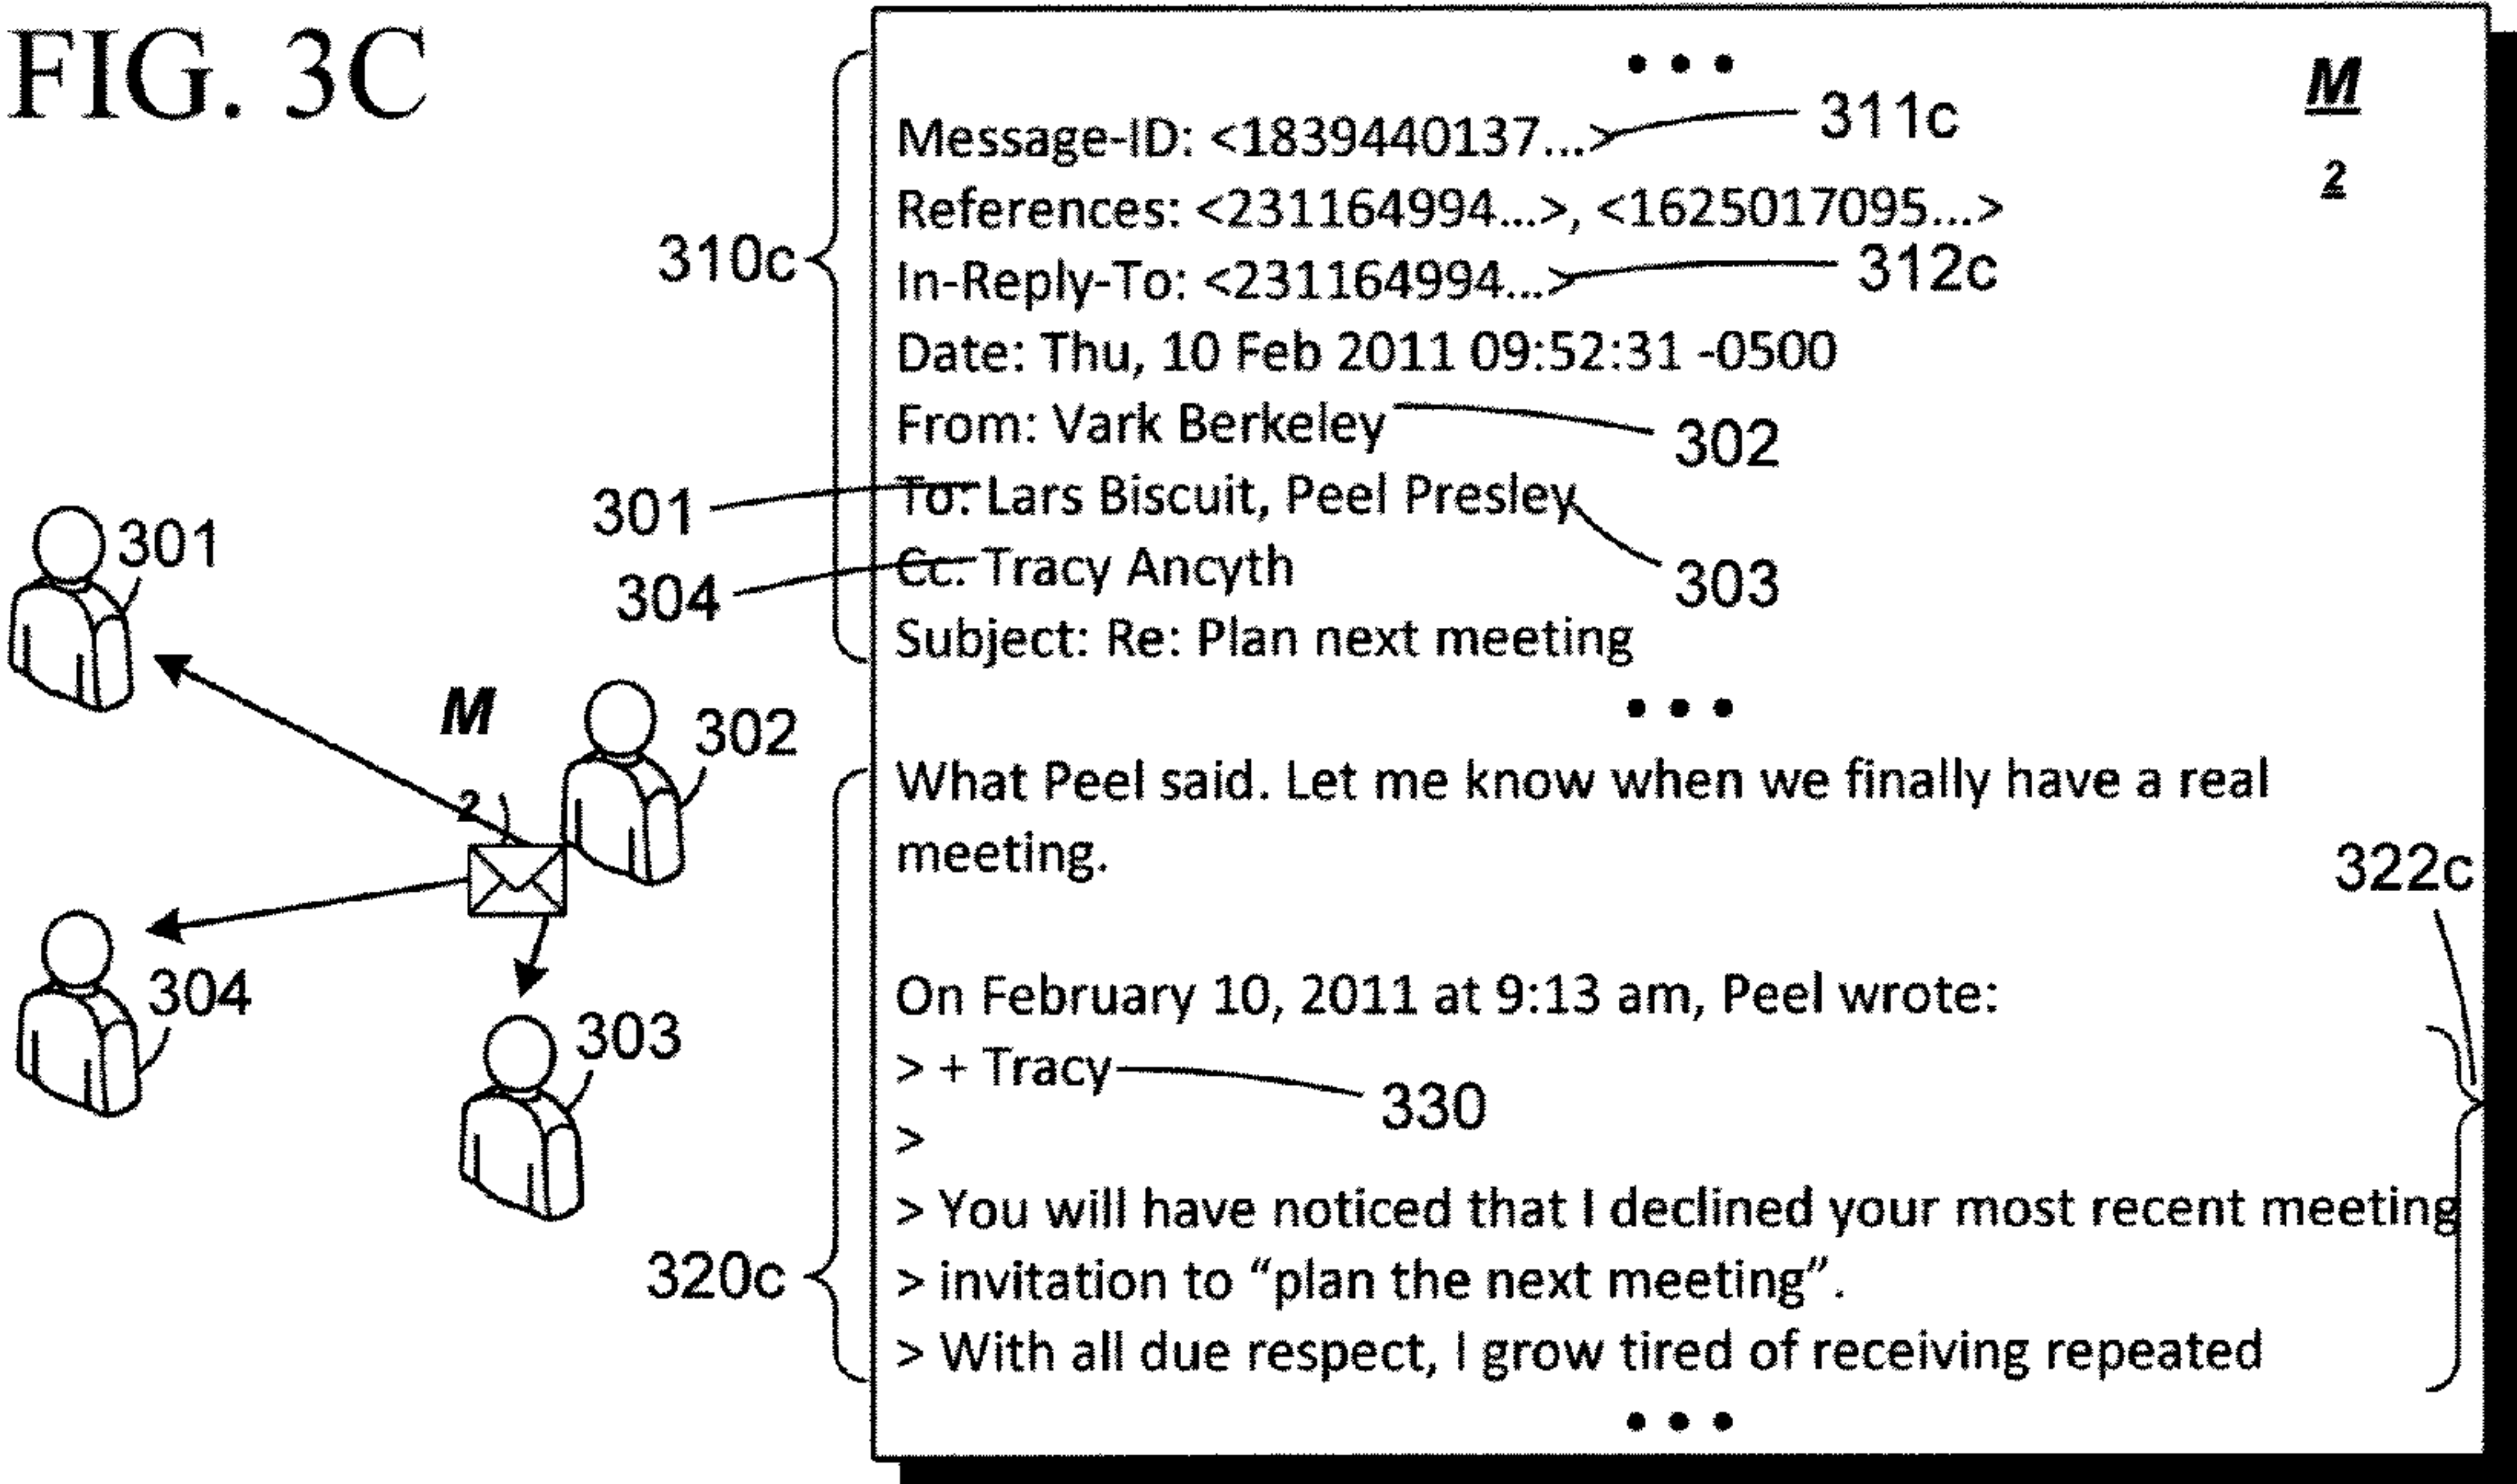 FIG. 3C
M
2
Message-ID: <1839440137...>
311c
References: <231164994...>, <1625017095...>
310c
In-Reply-To: <231164994...>
312c
Date: Thu, 10 Feb 2011 09:52:31 -0500
From: Vark Berkeley
302
301
To: Lars Biscuit, Peel Presley
303
304
Cc: Tracy Ancyth
Subject: Re: Plan next meeting
301
M
2
302
304
303
What Peel said. Let me know when we finally have a real
meeting.
322c
On February 10, 2011 at 9:13 am, Peel wrote:
> + Tracy
330
>
> You will have noticed that I declined your most recent meeting
320c
> invitation to “plan the next meeting”.
> With all due respect, I grow tired of receiving repeated